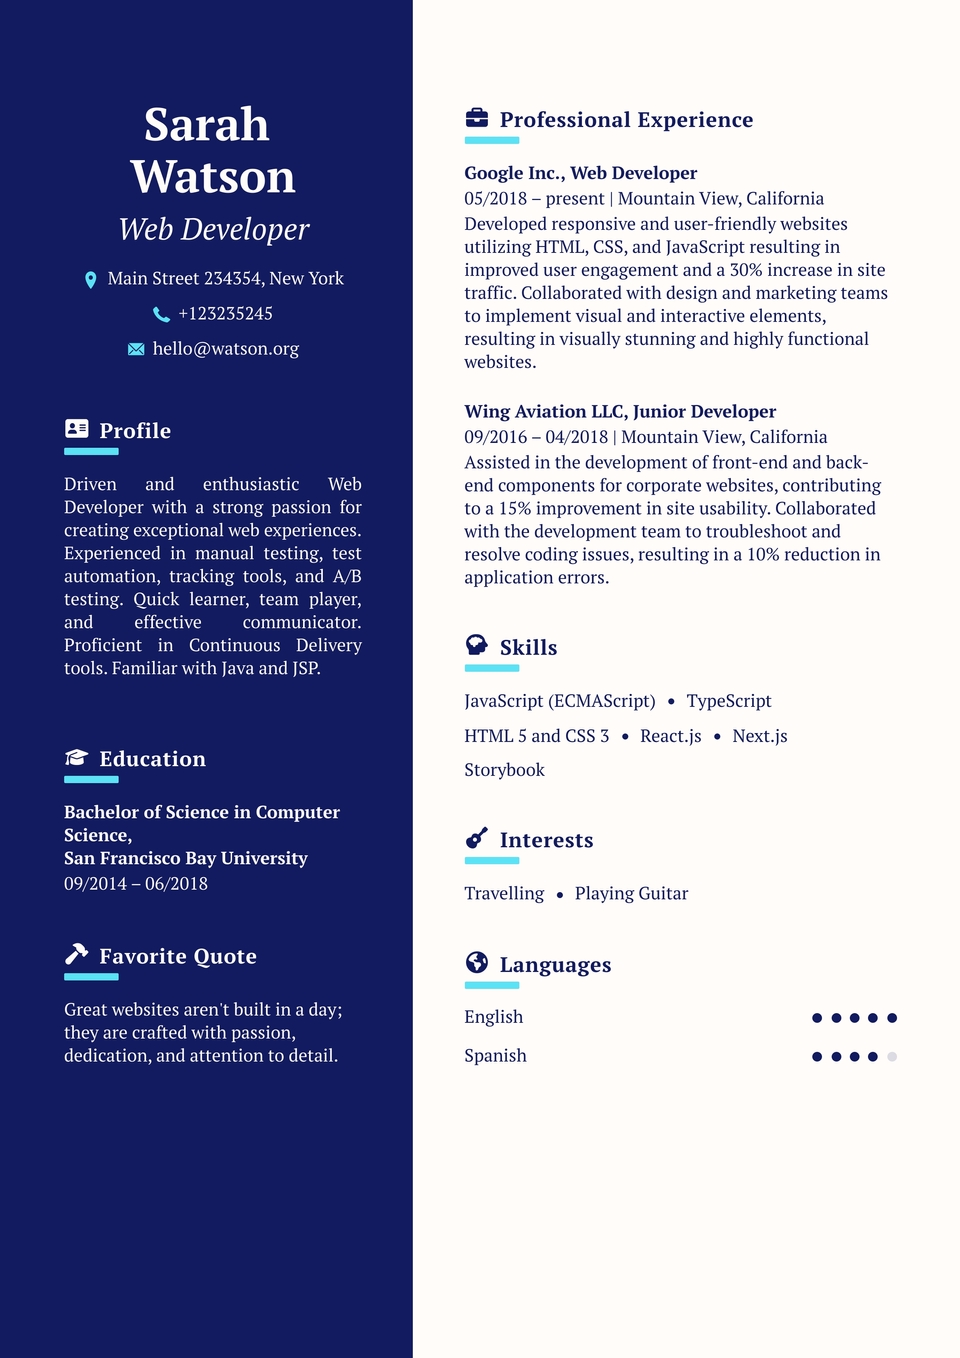 Sarah
Watson
Web Developer
Main Street 234354, New York
+123235245
hello@watson.org
Profile
Driven and enthusiastic Web
Developer with a strong passion for
creating exceptional web experiences.
Experienced in manual testing, test
automation, tracking tools, and A/B
testing. Quick learner, team player,
and effective communicator.
Proficient in Continuous Delivery
tools. Familiar with Java and JSP.
Education
Bachelor of Science in Computer
Science,
San Francisco Bay University
09/2014 – 06/2018
Favorite Quote
Great websites aren't built in a day;
they are crafted with passion,
dedication, and attention to detail.
Professional Experience
Google Inc., Web Developer
05/2018 – present | Mountain View, California
Developed responsive and user-friendly websites
utilizing HTML, CSS, and JavaScript resulting in
improved user engagement and a 30% increase in site
traffic. Collaborated with design and marketing teams
to implement visual and interactive elements,
resulting in visually stunning and highly functional
websites.
Wing Aviation LLC, Junior Developer
09/2016 – 04/2018 | Mountain View, California
Assisted in the development of front-end and back-
end components for corporate websites, contributing
to a 15% improvement in site usability. Collaborated
with the development team to troubleshoot and
resolve coding issues, resulting in a 10% reduction in
application errors.
Skills
JavaScript (ECMAScript) • TypeScript
HTML 5 and CSS 3 • React.js • Next.js
Storybook
Interests
Travelling • Playing Guitar
Languages
English
Spanish